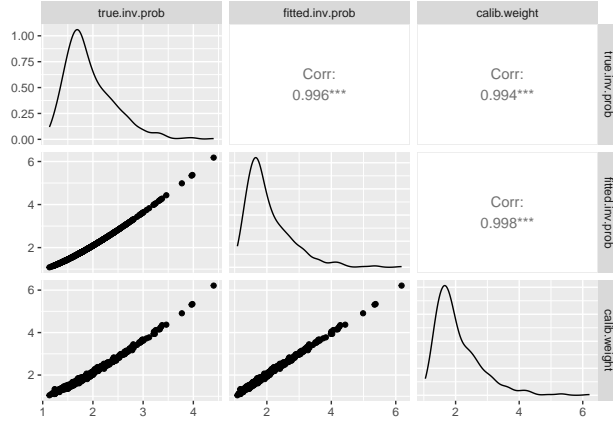 true.inv.prob fitted.inv.prob calib.weight
1.00
0.75
0.50
0.25
0.00
Corr:
0.996***
Corr:
0.994***
true.inv.prob
6
4
2
Corr:
0.998***
fitted.inv.prob
6
4
2
calib.weight
1 2 3 4 2 4 6 2 4 6